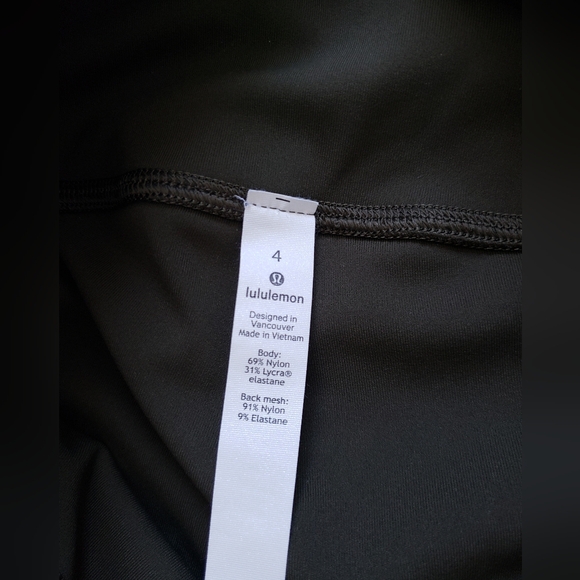 4
lululemon
Designed in
Vancouver
Made in Vietnam
Body:
69% Nylon
31% Lycra®
elastane
Back mesh:
91% Nylon
9% Elastane